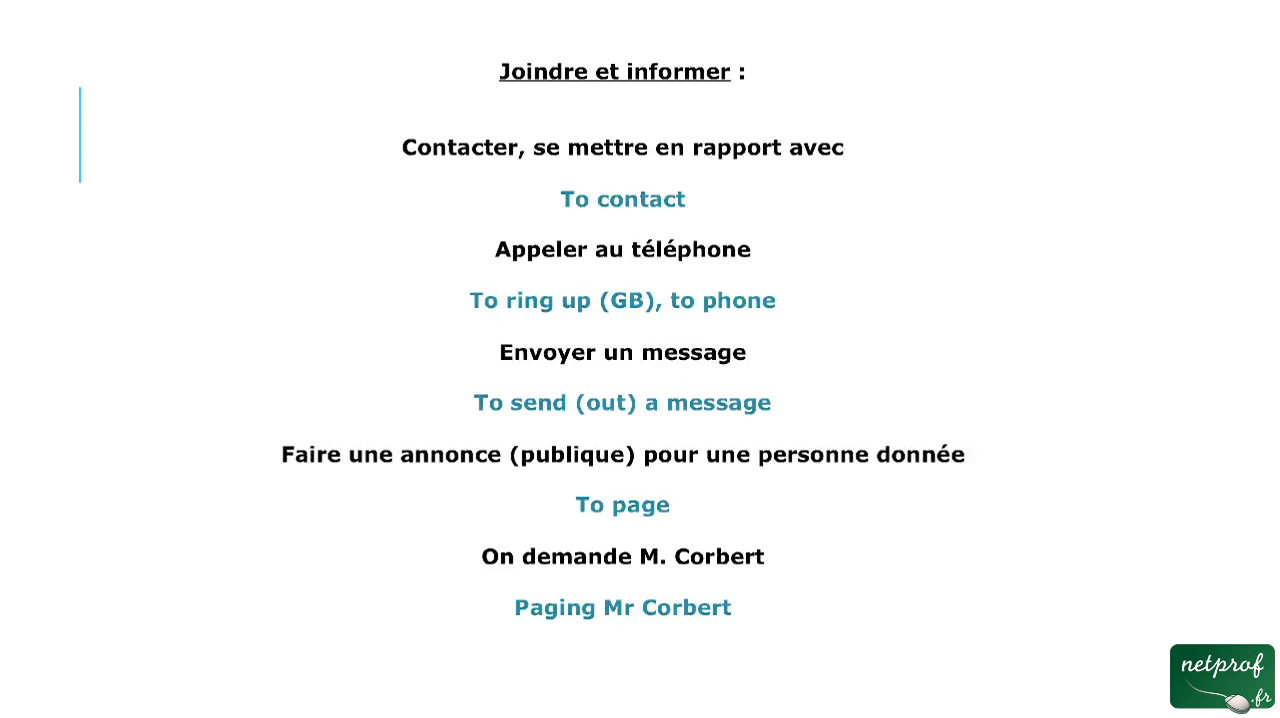 Joindre et informer :
Contacter, se mettre en rapport avec
To contact
Appeler au téléphone
To ring up (GB), to phone
Envoyer un message
To send (out) a message
Faire une annonce (publique) pour une personne donnée
To page
On demande M. Corbert
Paging Mr Corbert
netprof
.fr